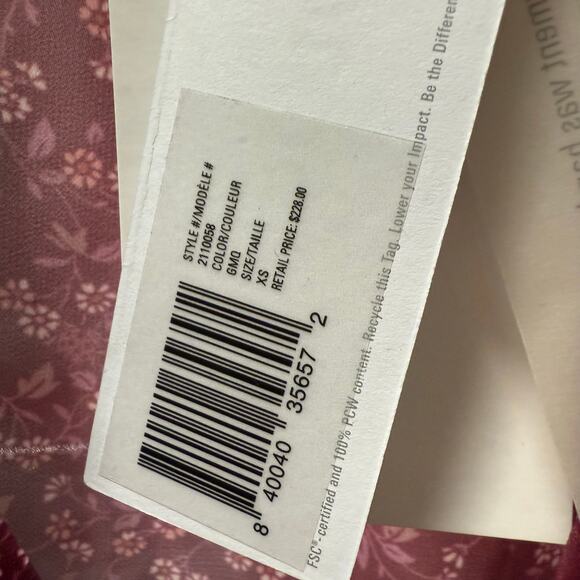 STYLE #/MODÈLE #
2110058
COLOR/COULEUR
GMQ
SIZE/TAILLE
XS
RETAIL PRICE: $228.00
8 40040 35657 2
FSC®-certified and 100% PCW content. Recycle this Tag. Lower your Impact. Be the Differen